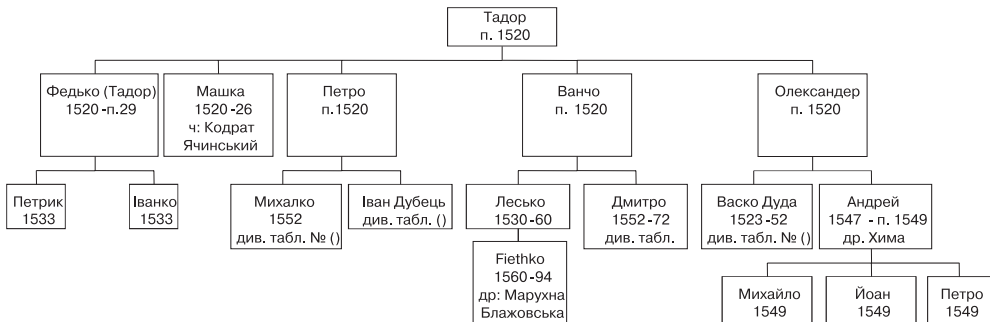 Тадор
п. 1520
Федько (Тадор)
1520-п.29
Машка
1520-26
ч: Кодрат
Ячинський
Петро
п.1520
Ванчо
п. 1520
Олександер
п. 1520
Петрик
1533
Іванко
1533
Михалко
1552
див. табл. № ()
Іван Дубець
див. табл. ()
Лесько
1530-60
Дмитро
1552-72
див. табл.
Васко Дуда
1523-52
див. табл. № ()
Андрей
1547 - п. 1549
др. Хима
Fiethko
1560-94
др: Марухна
Блажовська
Михайло
1549
Йоан
1549
Петро
1549